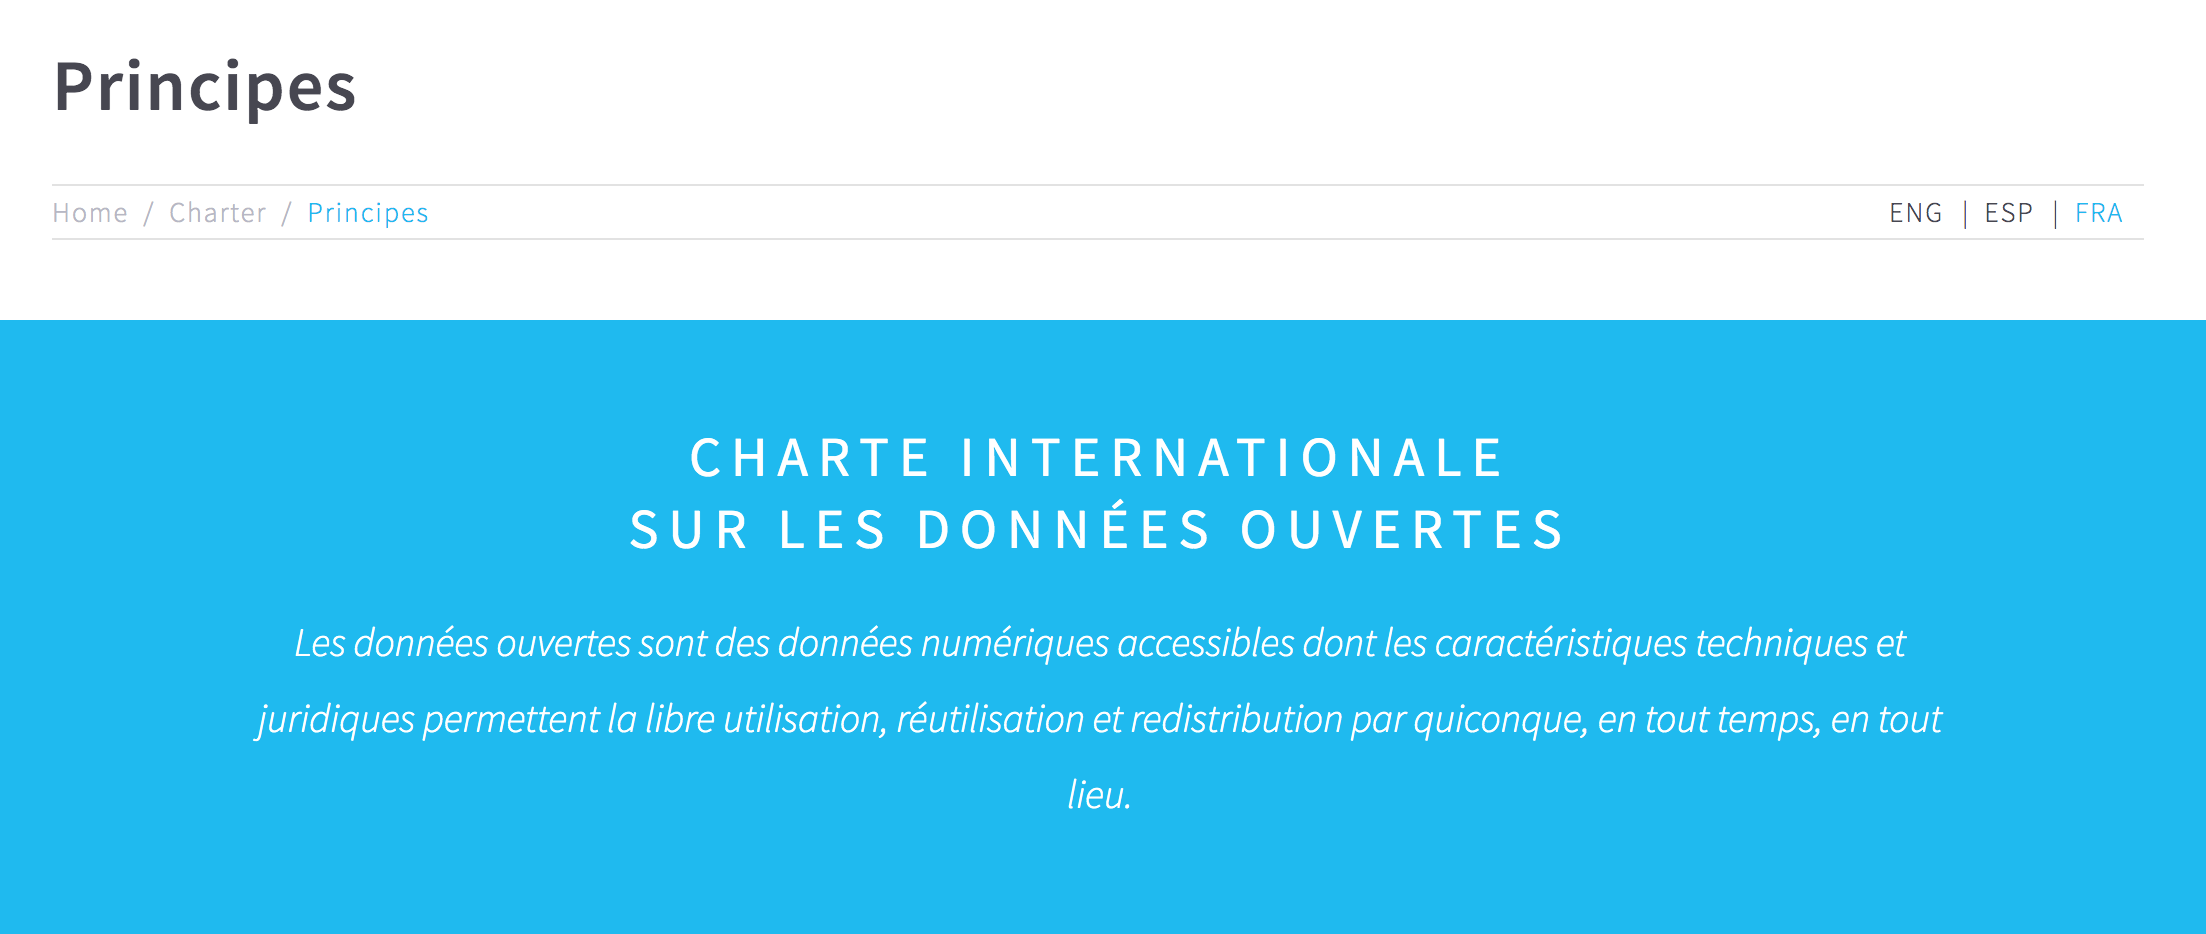 Principes
Home / Charter / Principes
ENG | ESP | FRA
CHARTE INTERNATIONALE
SUR LES DONNÉES OUVERTES
Les données ouvertes sont des données numériques accessibles dont les caractéristiques techniques et
juridiques permettent la libre utilisation, réutilisation et redistribution par quiconque, en tout temps, en tout
lieu.